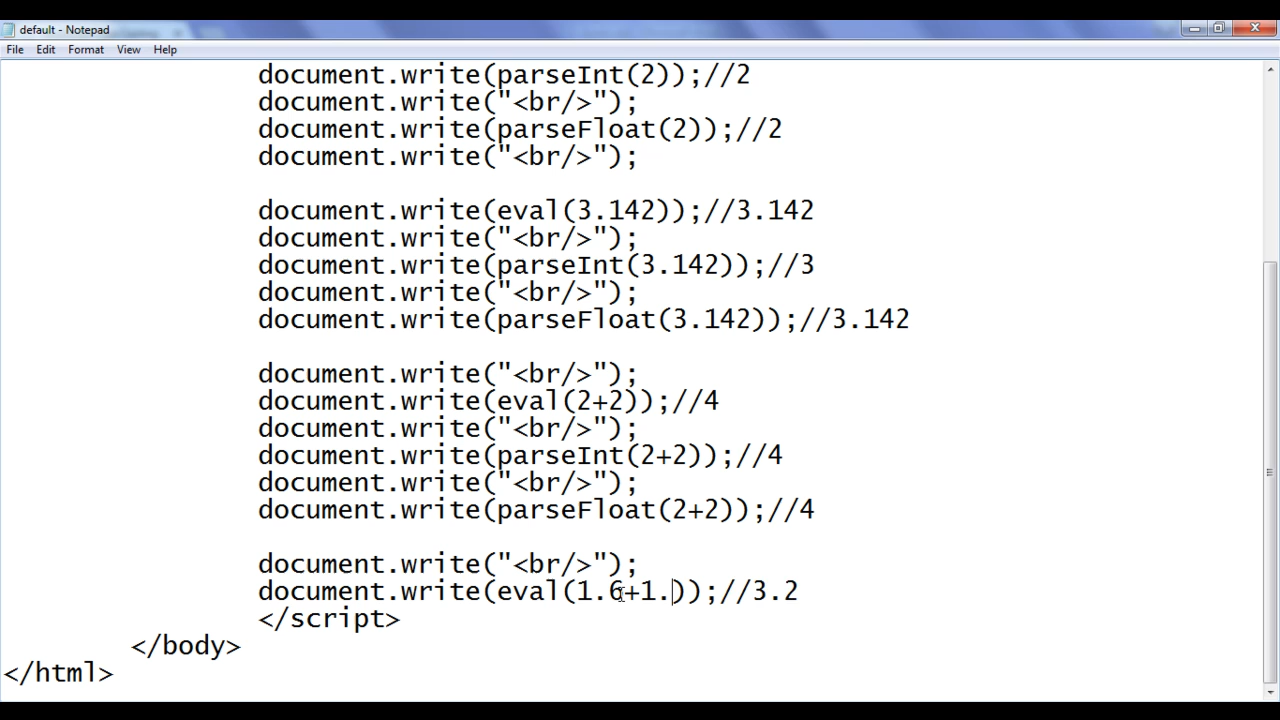 default - Notepad
File Edit Format View Help
document.write(parseInt(2));//2
document.write("<br/>");
document.write(parseFloat(2));//2
document.write("<br/>");
document.write(eval(3.142));//3.142
document.write("<br/>");
document.write(parseInt(3.142));//3
document.write("<br/>");
document.write(parseFloat(3.142));//3.142
document.write("<br/>");
document.write(eval(2+2));//4
document.write("<br/>");
document.write(parseInt(2+2));//4
document.write("<br/>");
document.write(parseFloat(2+2));//4
document.write("<br/>");
document.write(eval(1.6+1.));//3.2
</script>
</body>
</html>